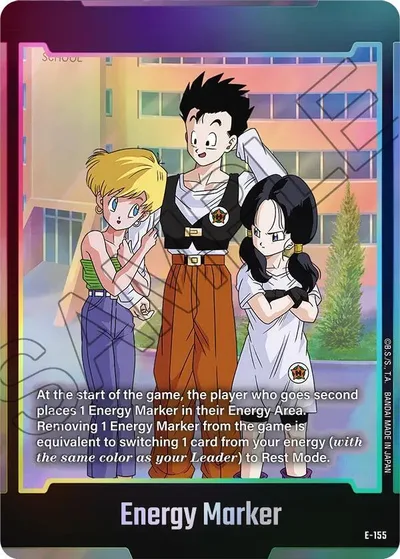 SCHOOL
SAMPLE
At the start of the game, the player who goes second
places 1 Energy Marker in their Energy Area.
Removing 1 Energy Marker from the game is
equivalent to switching 1 card from your energy (with
the same color as your Leader) to Rest Mode.
©B.S./S., T.A. BANDAI MADE IN JAPAN
Energy Marker
E-155